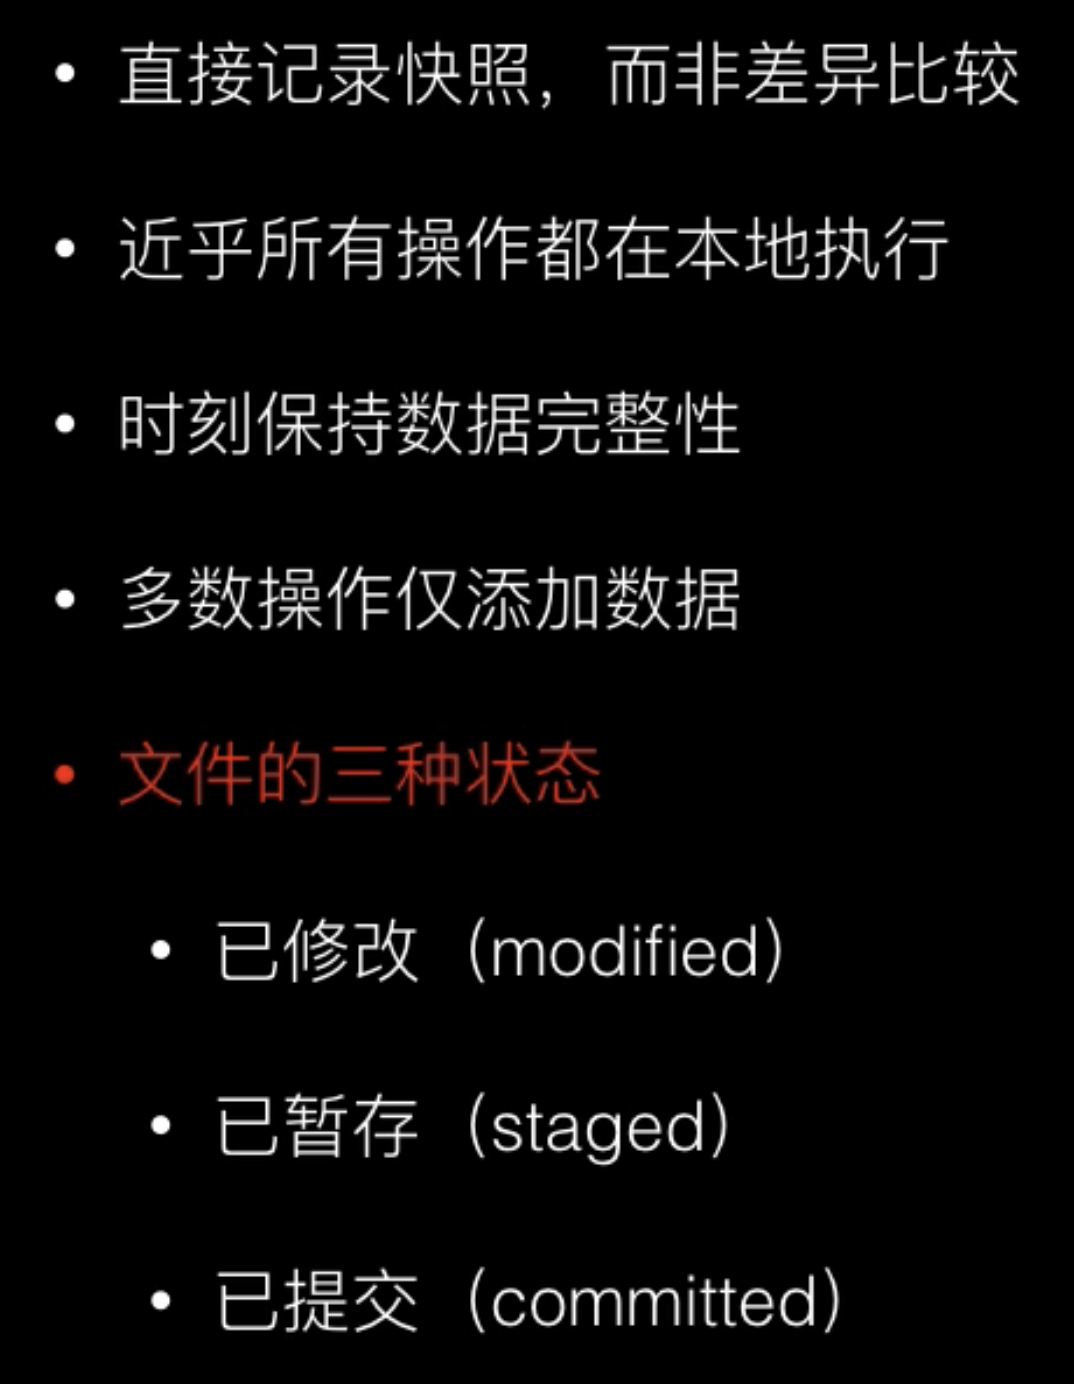 • 直接记录快照，而非差异比较
• 近乎所有操作都在本地执行
• 时刻保持数据完整性
• 多数操作仅添加数据
• 文件的三种状态
• 已修改（modified）
• 已暂存（staged）
• 已提交（committed）